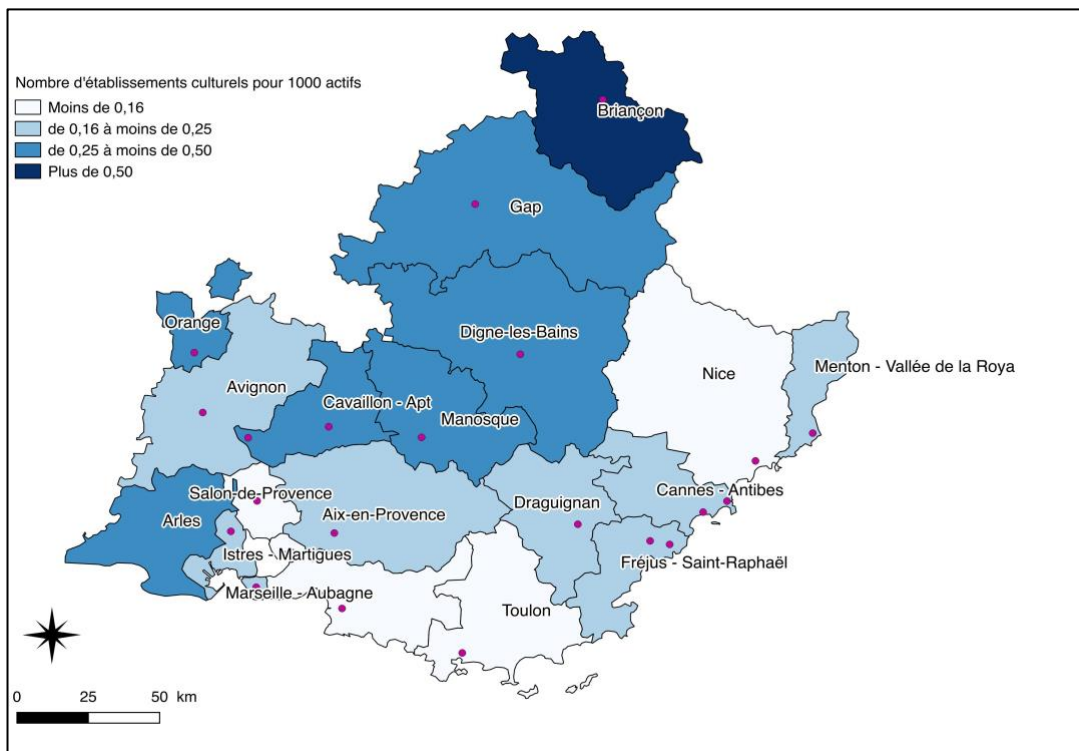 Nombre d'établissements culturels pour 1000 actifs
Moins de 0,16
de 0,16 à moins de 0,25
de 0,25 à moins de 0,50
Plus de 0,50
Briançon
Gap
Orange
Digne-les-Bains
Avignon
Nice
Menton - Vallée de la Roya
Cavaillon - Apt
Manosque
Salon-de-Provence
Cannes - Antibes
Arles
Aix-en-Provence
Draguignan
Istres - Martigues
Fréjus - Saint-Raphaël
Marseille - Aubagne
Toulon
0 25 50 km